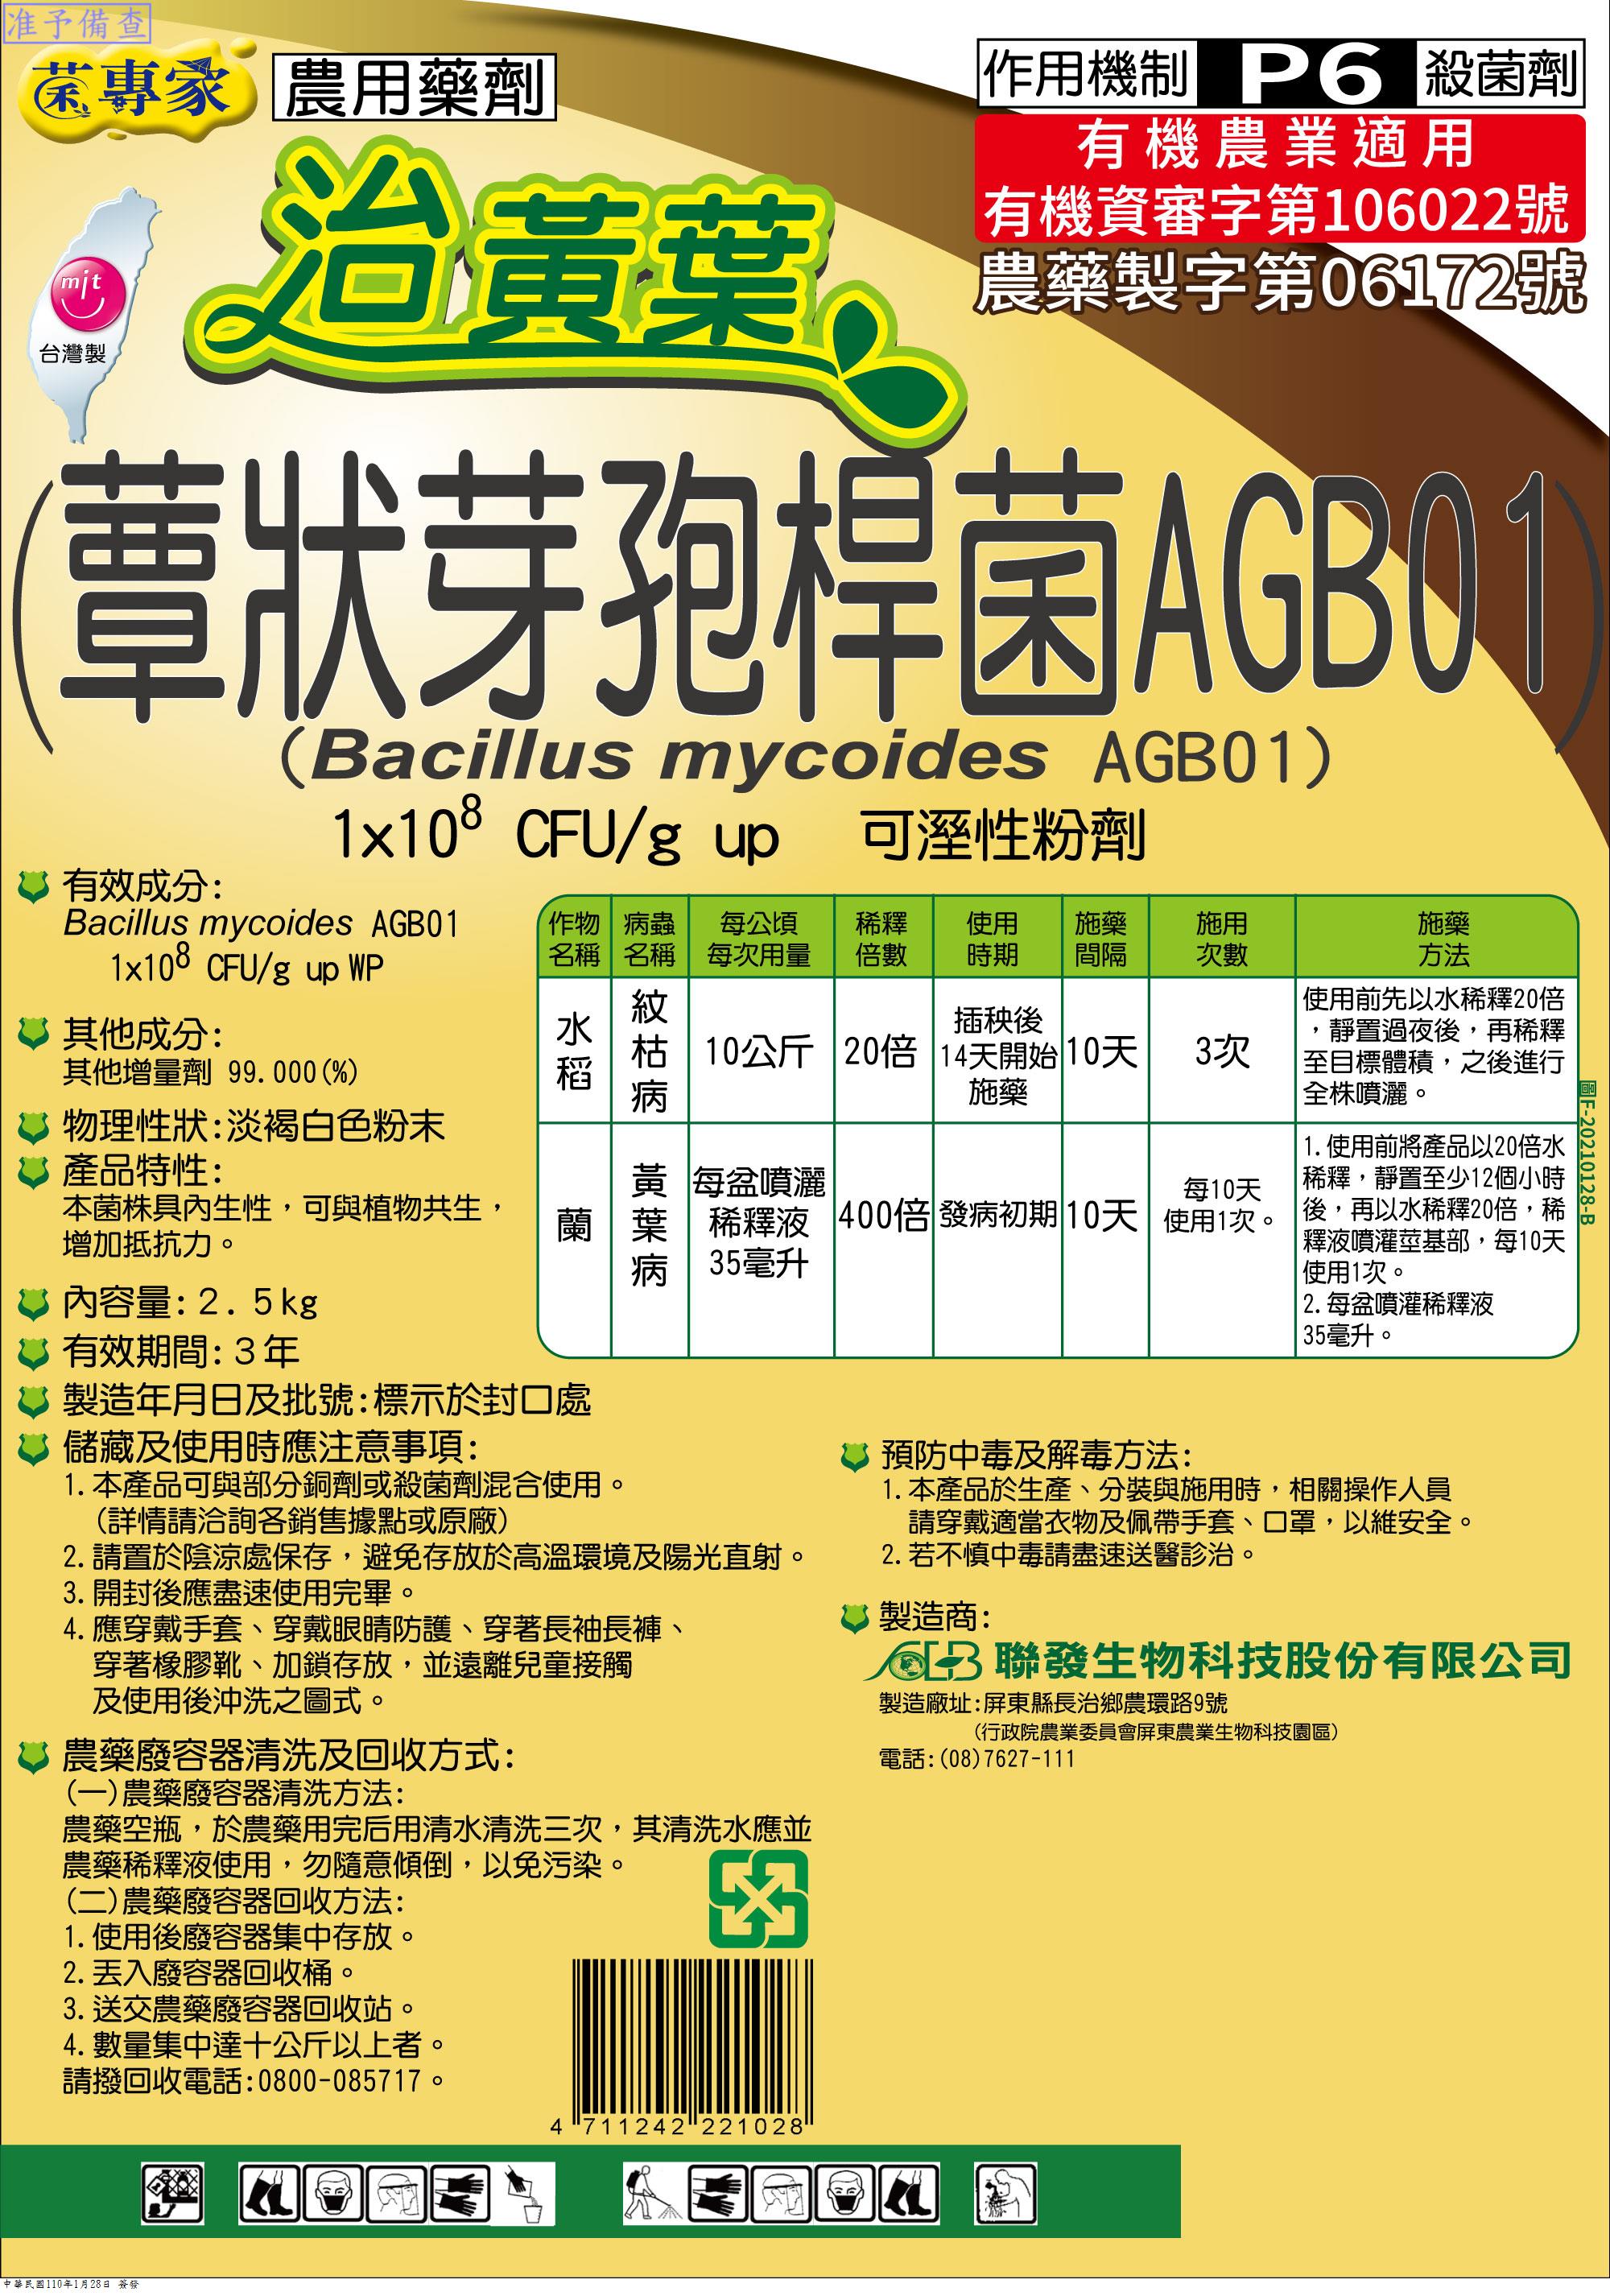 准予備查
菌專家
農用藥劑
作用機制 P6 殺菌劑
有機農業適用
有機資審字第106022號
農藥製字第06172號
mit
台灣製
治黃葉
(蕈狀芽孢桿菌AGB01)
(Bacillus mycoides AGB01)
1x10⁸ CFU/g up 可溼性粉劑
有效成分:
Bacillus mycoides AGB01
1x10⁸ CFU/g up WP
其他成分:
其他增量劑 99.000(%)
物理性狀:淡褐白色粉末
產品特性:
本菌株具內生性，可與植物共生，
增加抵抗力。
內容量:2.5kg
有效期間:3年
製造年月日及批號:標示於封口處
作物名稱 病蟲名稱 每公頃每次用量 稀釋倍數 使用時期 施藥間隔 施用次數 施藥方法
水稻 紋枯病 10公斤 20倍 插秧後14天開始施藥 10天 3次
使用前先以水稀釋20倍
，靜置過夜後，再稀釋
至目標體積，之後進行
全株噴灑。
蘭 黃葉病 每盆噴灑稀釋液35毫升 400倍 發病初期 10天 每10天使用1次。
1.使用前將產品以20倍水
稀釋，靜置至少12個小時
後，再以水稀釋20倍，稀
釋液噴灌莖基部，每10天
使用1次。
2.每盆噴灌稀釋液
35毫升。
圖F-20210128-B
儲藏及使用時應注意事項:
1.本產品可與部分銅劑或殺菌劑混合使用。
(詳情請洽詢各銷售據點或原廠)
2.請置於陰涼處保存，避免存放於高溫環境及陽光直射。
3.開封後應盡速使用完畢。
4.應穿戴手套、穿戴眼睛防護、穿著長袖長褲、
穿著橡膠靴、加鎖存放，並遠離兒童接觸
及使用後沖洗之圖式。
農藥廢容器清洗及回收方式:
(一)農藥廢容器清洗方法:
農藥空瓶，於農藥用完后用清水清洗三次，其清洗水應並
農藥稀釋液使用，勿隨意傾倒，以免污染。
(二)農藥廢容器回收方法:
1.使用後廢容器集中存放。
2.丟入廢容器回收桶。
3.送交農藥廢容器回收站。
4.數量集中達十公斤以上者。
請撥回收電話:0800-085717。
預防中毒及解毒方法:
1.本產品於生產、分裝與施用時，相關操作人員
請穿戴適當衣物及佩帶手套、口罩，以維安全。
2.若不慎中毒請盡速送醫診治。
製造商:
聯發生物科技股份有限公司
製造廠址:屏東縣長治鄉農環路9號
(行政院農業委員會屏東農業生物科技園區)
電話:(08)7627-111
4 711242 221028
中華民國110年1月28日 簽發